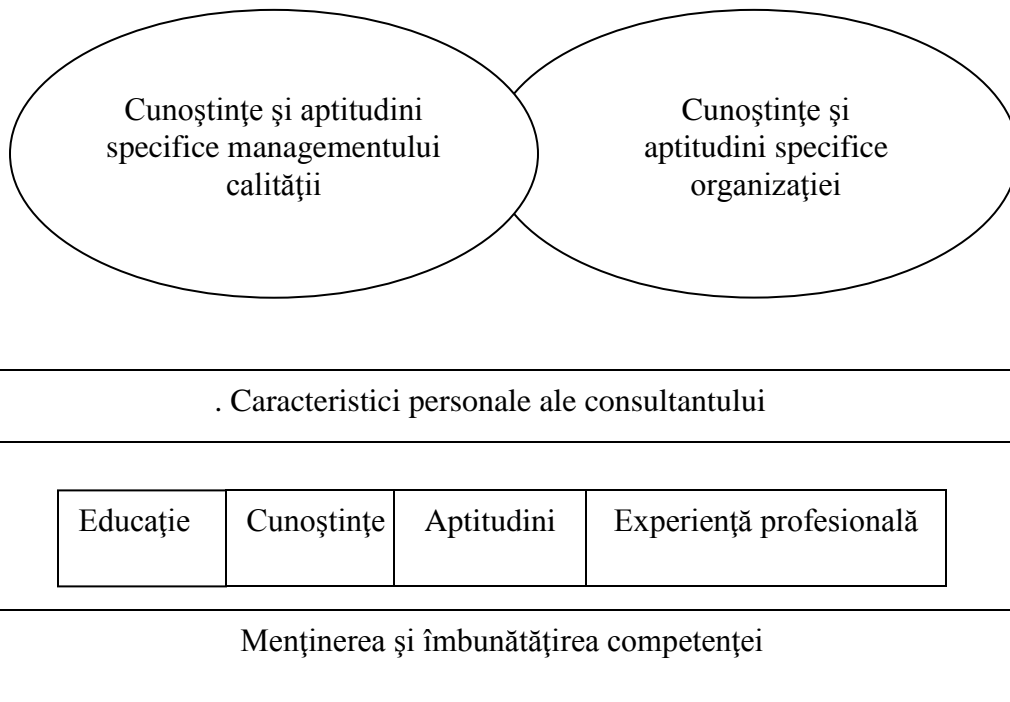 Cunoştinţe şi aptitudini
specifice managementului
calităţii
Cunoştinţe şi
aptitudini specifice
organizaţiei
. Caracteristici personale ale consultantului
Educaţie
Cunoştinţe
Aptitudini
Experienţă profesională
Menţinerea şi îmbunătăţirea competenţei